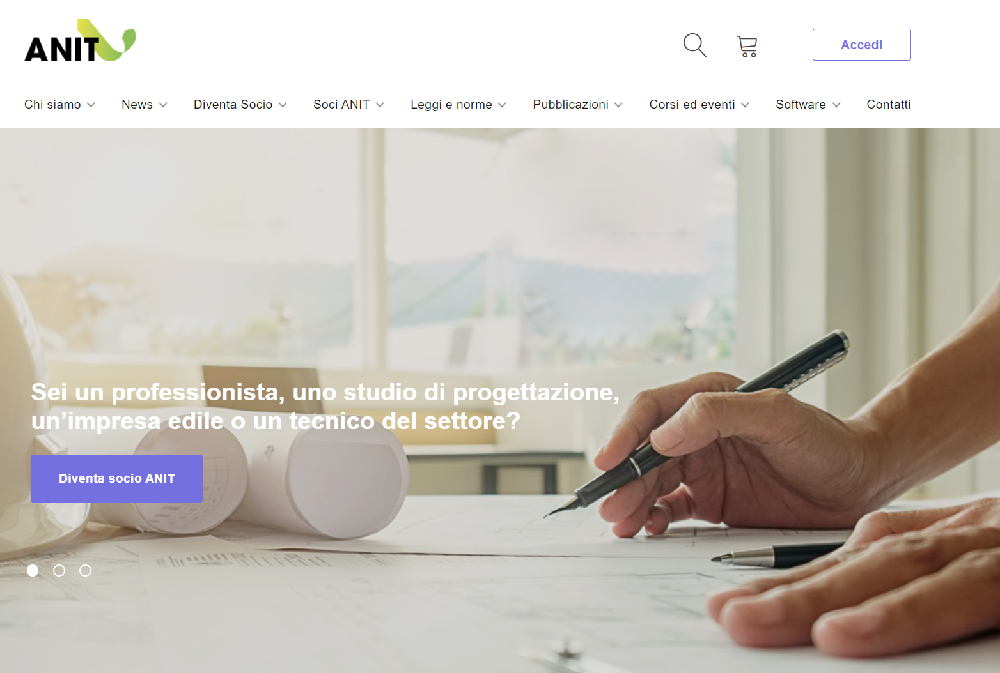 ANIT
Accedi
Chi siamo News Diventa Socio Soci ANIT Leggi e norme Pubblicazioni Corsi ed eventi Software Contatti
Sei un professionista, uno studio di progettazione,
un’impresa edile o un tecnico del settore?
Diventa socio ANIT